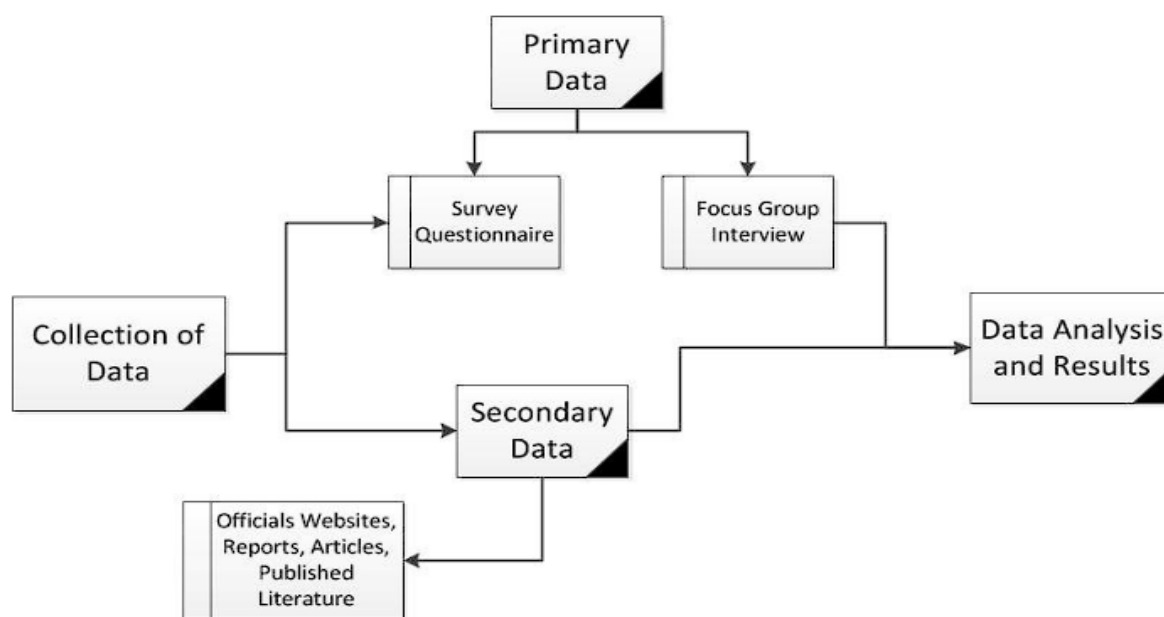 Primary
Data
Survey
Questionnaire
Focus Group
Interview
Collection of
Data
Data Analysis
and Results
Secondary
Data
Officials Websites,
Reports, Articles,
Published
Literature